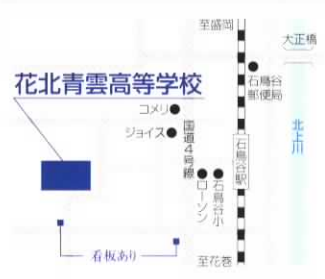 至盛岡
大正橋
石鳥谷
郵便局
花北青雲高等学校
コメリ
ジョイス
国道4号線
石鳥谷駅
北上川
ローソン
石鳥谷小
看板あり
至花巻